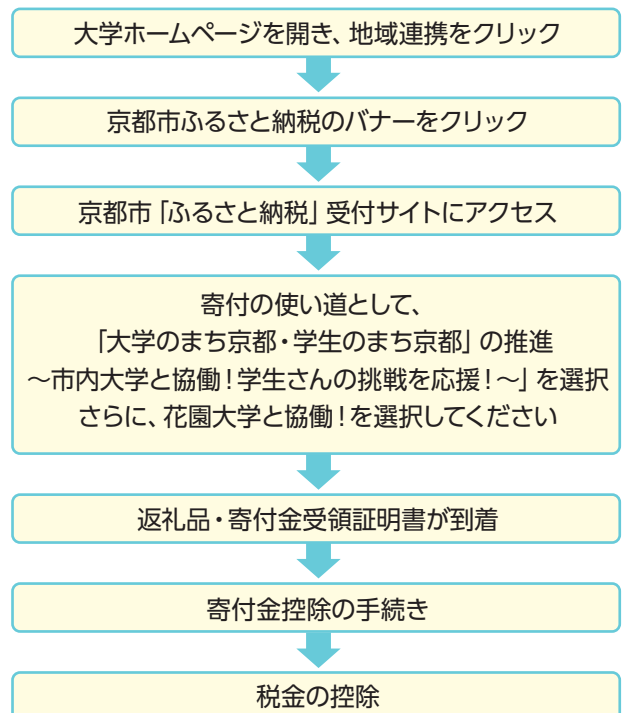 大学ホームページを開き、地域連携をクリック
京都市ふるさと納税のバナーをクリック
京都市「ふるさと納税」受付サイトにアクセス
寄付の使い道として、
「大学のまち京都・学生のまち京都」の推進
～市内大学と協働!学生さんの挑戦を応援!～」を選択
さらに、花園大学と協働!を選択してください
返礼品・寄付金受領証明書が到着
寄付金控除の手続き
税金の控除